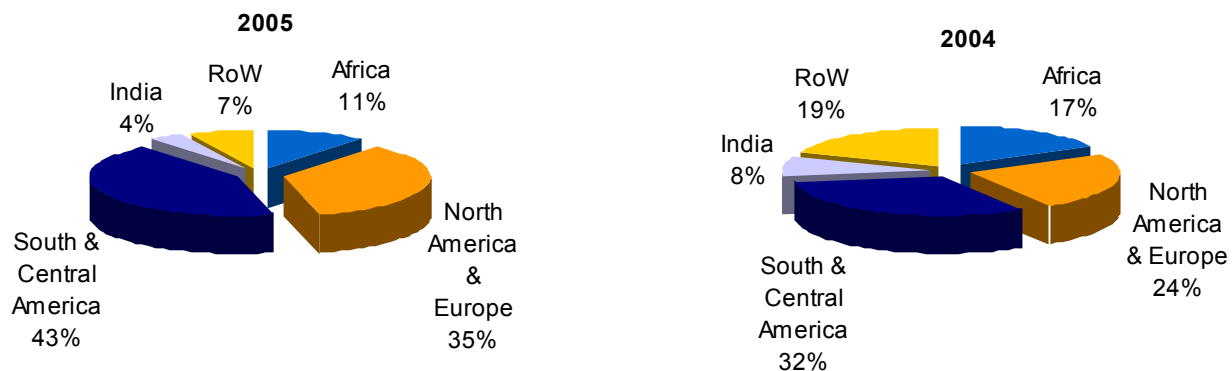 2005
RoW
7%
Africa
11%
India
4%
South &
Central
America
43%
North
America
&
Europe
35%
2004
RoW
19%
Africa
17%
India
8%
South &
Central
America
32%
North
America
& Europe
24%